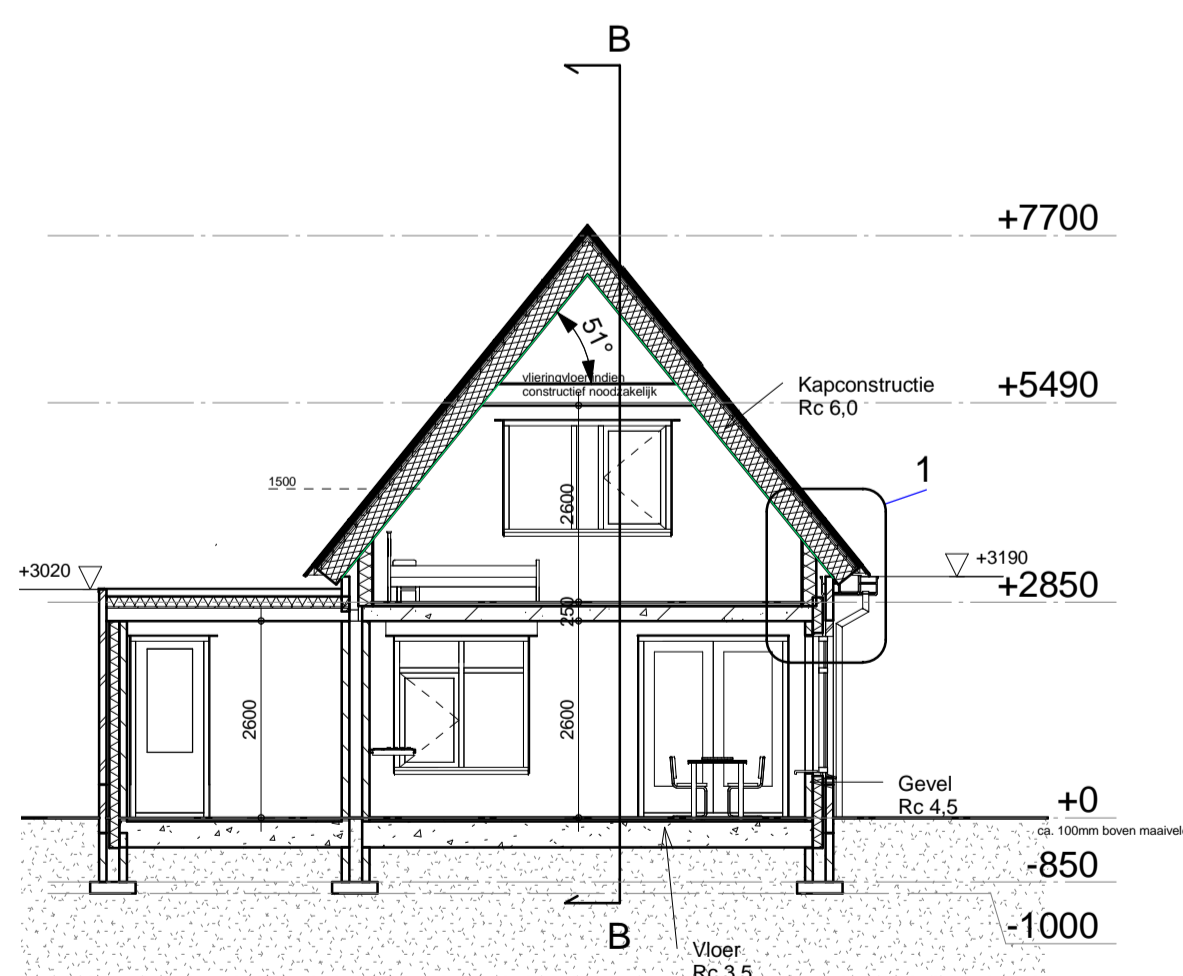 B
+7700
51°
vlieringvloer indien
constructief noodzakelijk
Kapconstructie
Rc 6,0
+5490
1
1500
2600
+3020
+3190
+2850
250
2600
2600
Gevel
Rc 4,5
+0
ca. 100mm boven maaivel
-850
-1000
B
Vloer
Rc 3,5